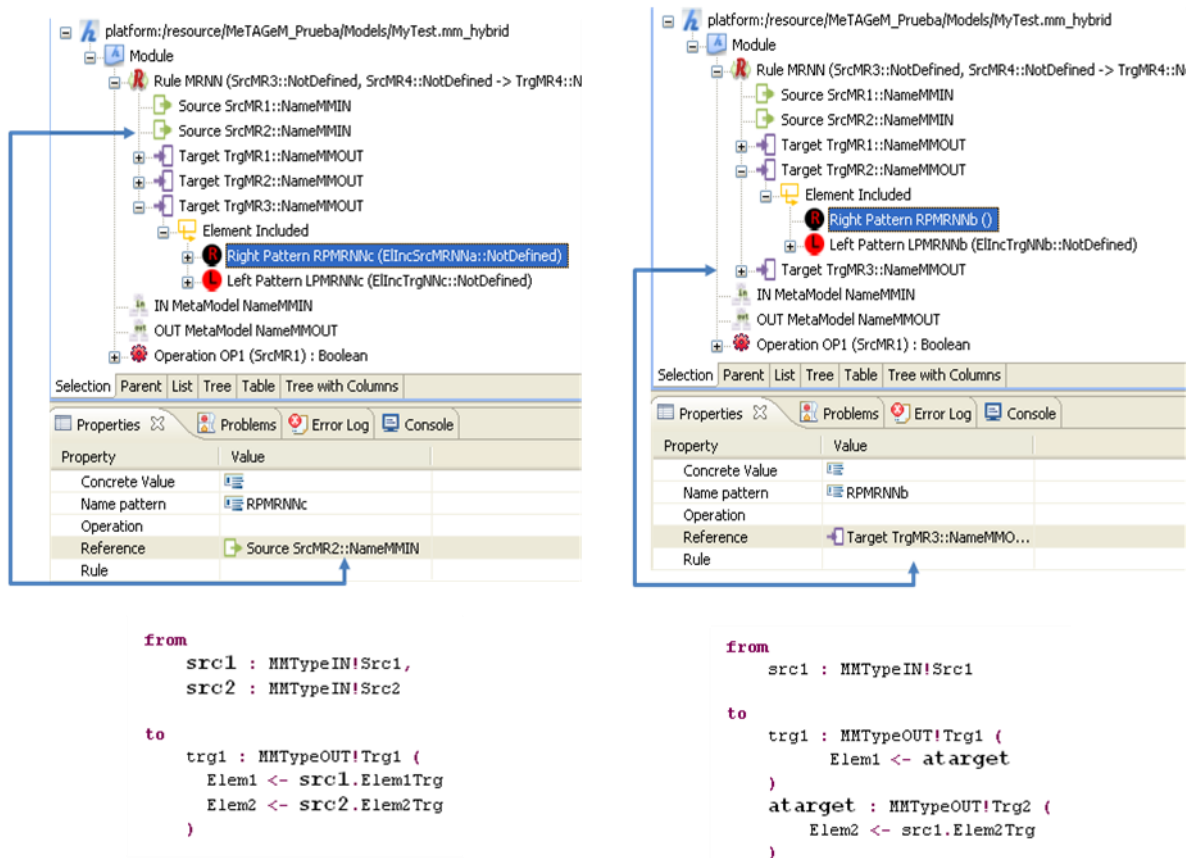 platform:/resource/MeTAGeM_Prueba/Models/MyTest.mm_hybrid
Module
Rule MRNN (SrcMR3::NotDefined, SrcMR4::NotDefined -> TrgMR4::N
Source SrcMR1::NameMMIN
Source SrcMR2::NameMMIN
Target TrgMR1::NameMMOUT
Target TrgMR2::NameMMOUT
Target TrgMR3::NameMMOUT
Element Included
Right Pattern RPMRNNc (ElIncSrcMRNNa::NotDefined)
Left Pattern LPMRNNc (ElIncTrgNNc::NotDefined)
IN MetaModel NameMMIN
OUT MetaModel NameMMOUT
Operation OP1 (SrcMR1) : Boolean
Selection Parent List Tree Table Tree with Columns
Properties Problems Error Log Console
Property Value
Concrete Value
Name pattern RPMRNNc
Operation
Reference Source SrcMR2::NameMMIN
Rule
from
src1 : MMTypeIN!Src1,
src2 : MMTypeIN!Src2
to
trg1 : MMTypeOUT!Trg1 (
Elem1 <- src1.Elem1Trg
Elem2 <- src2.Elem2Trg
)
platform:/resource/MeTAGeM_Prueba/Models/MyTest.mm_hybrid
Module
Rule MRNN (SrcMR3::NotDefined, SrcMR4::NotDefined -> TrgMR4::N
Source SrcMR1::NameMMIN
Source SrcMR2::NameMMIN
Target TrgMR1::NameMMOUT
Target TrgMR2::NameMMOUT
Element Included
Right Pattern RPMRNNb ()
Left Pattern LPMRNNb (ElIncTrgNNb::NotDefined)
Target TrgMR3::NameMMOUT
IN MetaModel NameMMIN
OUT MetaModel NameMMOUT
Operation OP1 (SrcMR1) : Boolean
Selection Parent List Tree Table Tree with Columns
Properties Problems Error Log Console
Property Value
Concrete Value
Name pattern RPMRNNb
Operation
Reference Target TrgMR3::NameMMO...
Rule
from
src1 : MMTypeIN!Src1
to
trg1 : MMTypeOUT!Trg1 (
Elem1 <- atarget
)
atarget : MMTypeOUT!Trg2 (
Elem2 <- src1.Elem2Trg
)